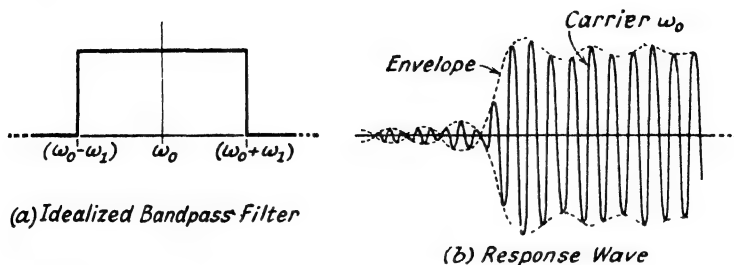 Carrier ω₀
Envelope
(ω₀-ω₁) ω₀ (ω₀+ω₁)
(a) Idealized Bandpass Filter
(b) Response Wave